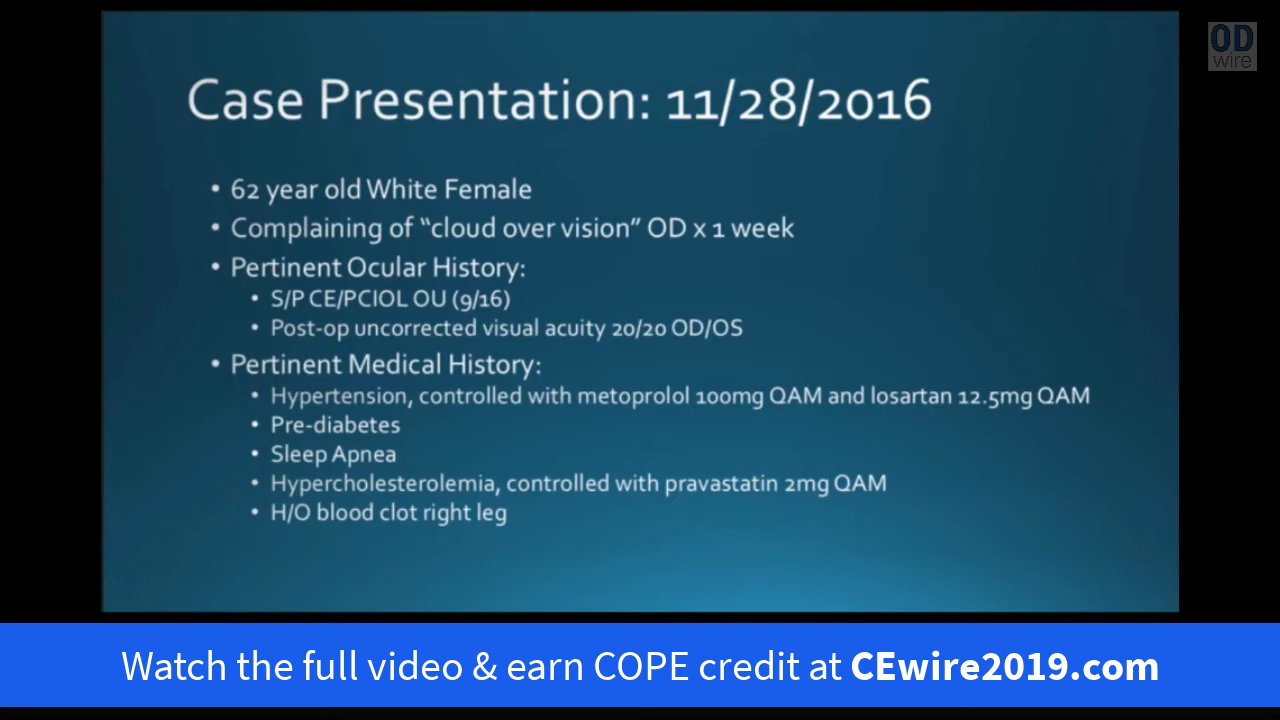 OD
wire
Case Presentation: 11/28/2016
• 62 year old White Female
• Complaining of “cloud over vision” OD x 1 week
• Pertinent Ocular History:
• S/P CE/PCIOL OU (9/16)
• Post-op uncorrected visual acuity 20/20 OD/OS
• Pertinent Medical History:
• Hypertension, controlled with metoprolol 100mg QAM and losartan 12.5mg QAM
• Pre-diabetes
• Sleep Apnea
• Hypercholesterolemia, controlled with pravastatin 2mg QAM
• H/O blood clot right leg
Watch the full video & earn COPE credit at CEwire2019.com